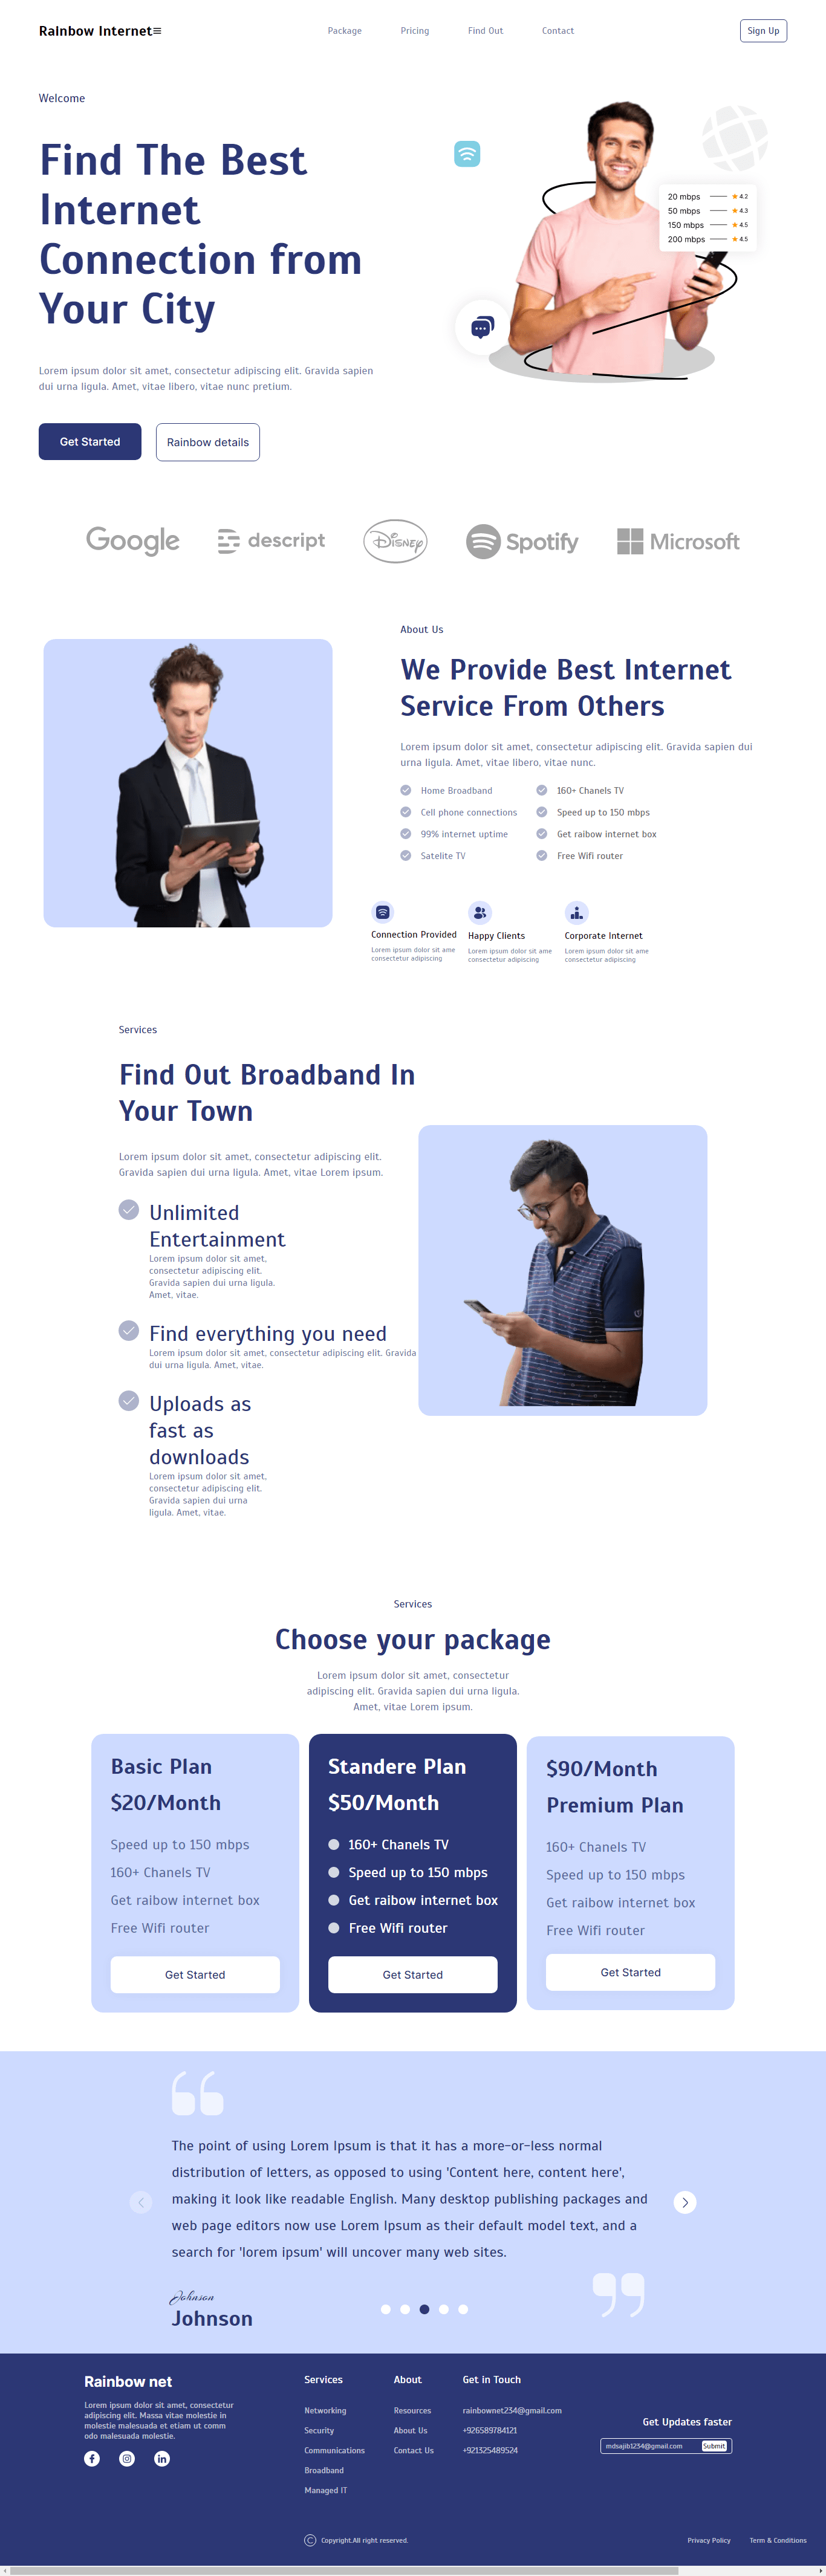 Rainbow Internet≡
Package
Pricing
Find Out
Contact
Sign Up
Welcome
Find The Best
Internet
Connection from
Your City
Lorem ipsum dolor sit amet, consectetur adipiscing elit. Gravida sapien
dui urna ligula. Amet, vitae libero, vitae nunc pretium.
Get Started
Rainbow details
20 mbps 4.2
50 mbps 4.3
150 mbps 4.5
200 mbps 4.5
Google
descript
Disney
Spotify
Microsoft
About Us
We Provide Best Internet
Service From Others
Lorem ipsum dolor sit amet, consectetur adipiscing elit. Gravida sapien dui
urna ligula. Amet, vitae libero, vitae nunc.
Home Broadband
Cell phone connections
99% internet uptime
Satelite TV
160+ Chanels TV
Speed up to 150 mbps
Get raibow internet box
Free Wifi router
Connection Provided
Lorem ipsum dolor sit ame
consectetur adipiscing
Happy Clients
Lorem ipsum dolor sit ame
consectetur adipiscing
Corporate Internet
Lorem ipsum dolor sit ame
consectetur adipiscing
Services
Find Out Broadband In
Your Town
Lorem ipsum dolor sit amet, consectetur adipiscing elit.
Gravida sapien dui urna ligula. Amet, vitae Lorem ipsum.
Unlimited
Entertainment
Lorem ipsum dolor sit amet,
consectetur adipiscing elit.
Gravida sapien dui urna ligula.
Amet, vitae.
Find everything you need
Lorem ipsum dolor sit amet, consectetur adipiscing elit. Gravida
dui urna ligula. Amet, vitae.
Uploads as
fast as
downloads
Lorem ipsum dolor sit amet,
consectetur adipiscing elit.
Gravida sapien dui urna
ligula. Amet, vitae.
Services
Choose your package
Lorem ipsum dolor sit amet, consectetur
adipiscing elit. Gravida sapien dui urna ligula.
Amet, vitae Lorem ipsum.
Basic Plan
$20/Month
Speed up to 150 mbps
160+ Chanels TV
Get raibow internet box
Free Wifi router
Get Started
Standere Plan
$50/Month
160+ Chanels TV
Speed up to 150 mbps
Get raibow internet box
Free Wifi router
Get Started
$90/Month
Premium Plan
160+ Chanels TV
Speed up to 150 mbps
Get raibow internet box
Free Wifi router
Get Started
The point of using Lorem Ipsum is that it has a more-or-less normal
distribution of letters, as opposed to using 'Content here, content here',
making it look like readable English. Many desktop publishing packages and
web page editors now use Lorem Ipsum as their default model text, and a
search for 'lorem ipsum' will uncover many web sites.
Johnson
Johnson
Rainbow net
Lorem ipsum dolor sit amet, consectetur
adipiscing elit. Massa vitae molestie in
molestie malesuada et etiam ut comm
odo malesuada molestie.
Services
Networking
Security
Communications
Broadband
Managed IT
About
Resources
About Us
Contact Us
Get in Touch
rainbownet234@gmail.com
+926589784121
+921325489524
Get Updates faster
mdsajib1234@gmail.com
Submit
Copyright.All right reserved.
Privacy Policy
Term & Conditions